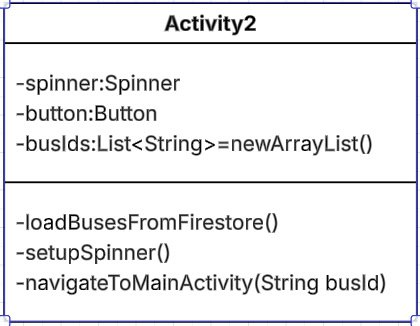 Activity2
-spinner:Spinner
-button:Button
-busIds:List<String>=newArrayList()
-loadBusesFromFirestore()
-setupSpinner()
-navigateToMainActivity(String busId)